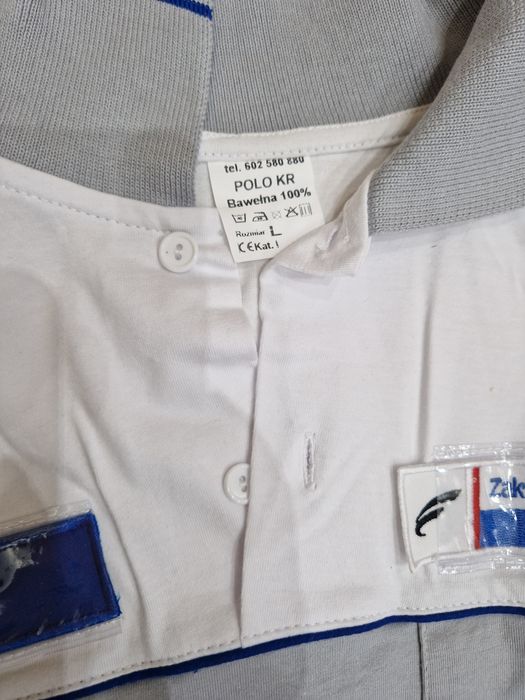 tel. 602 580 880
POLO KR
Bawełna 100%
Rozmiar L
CE Kat. I
Zak